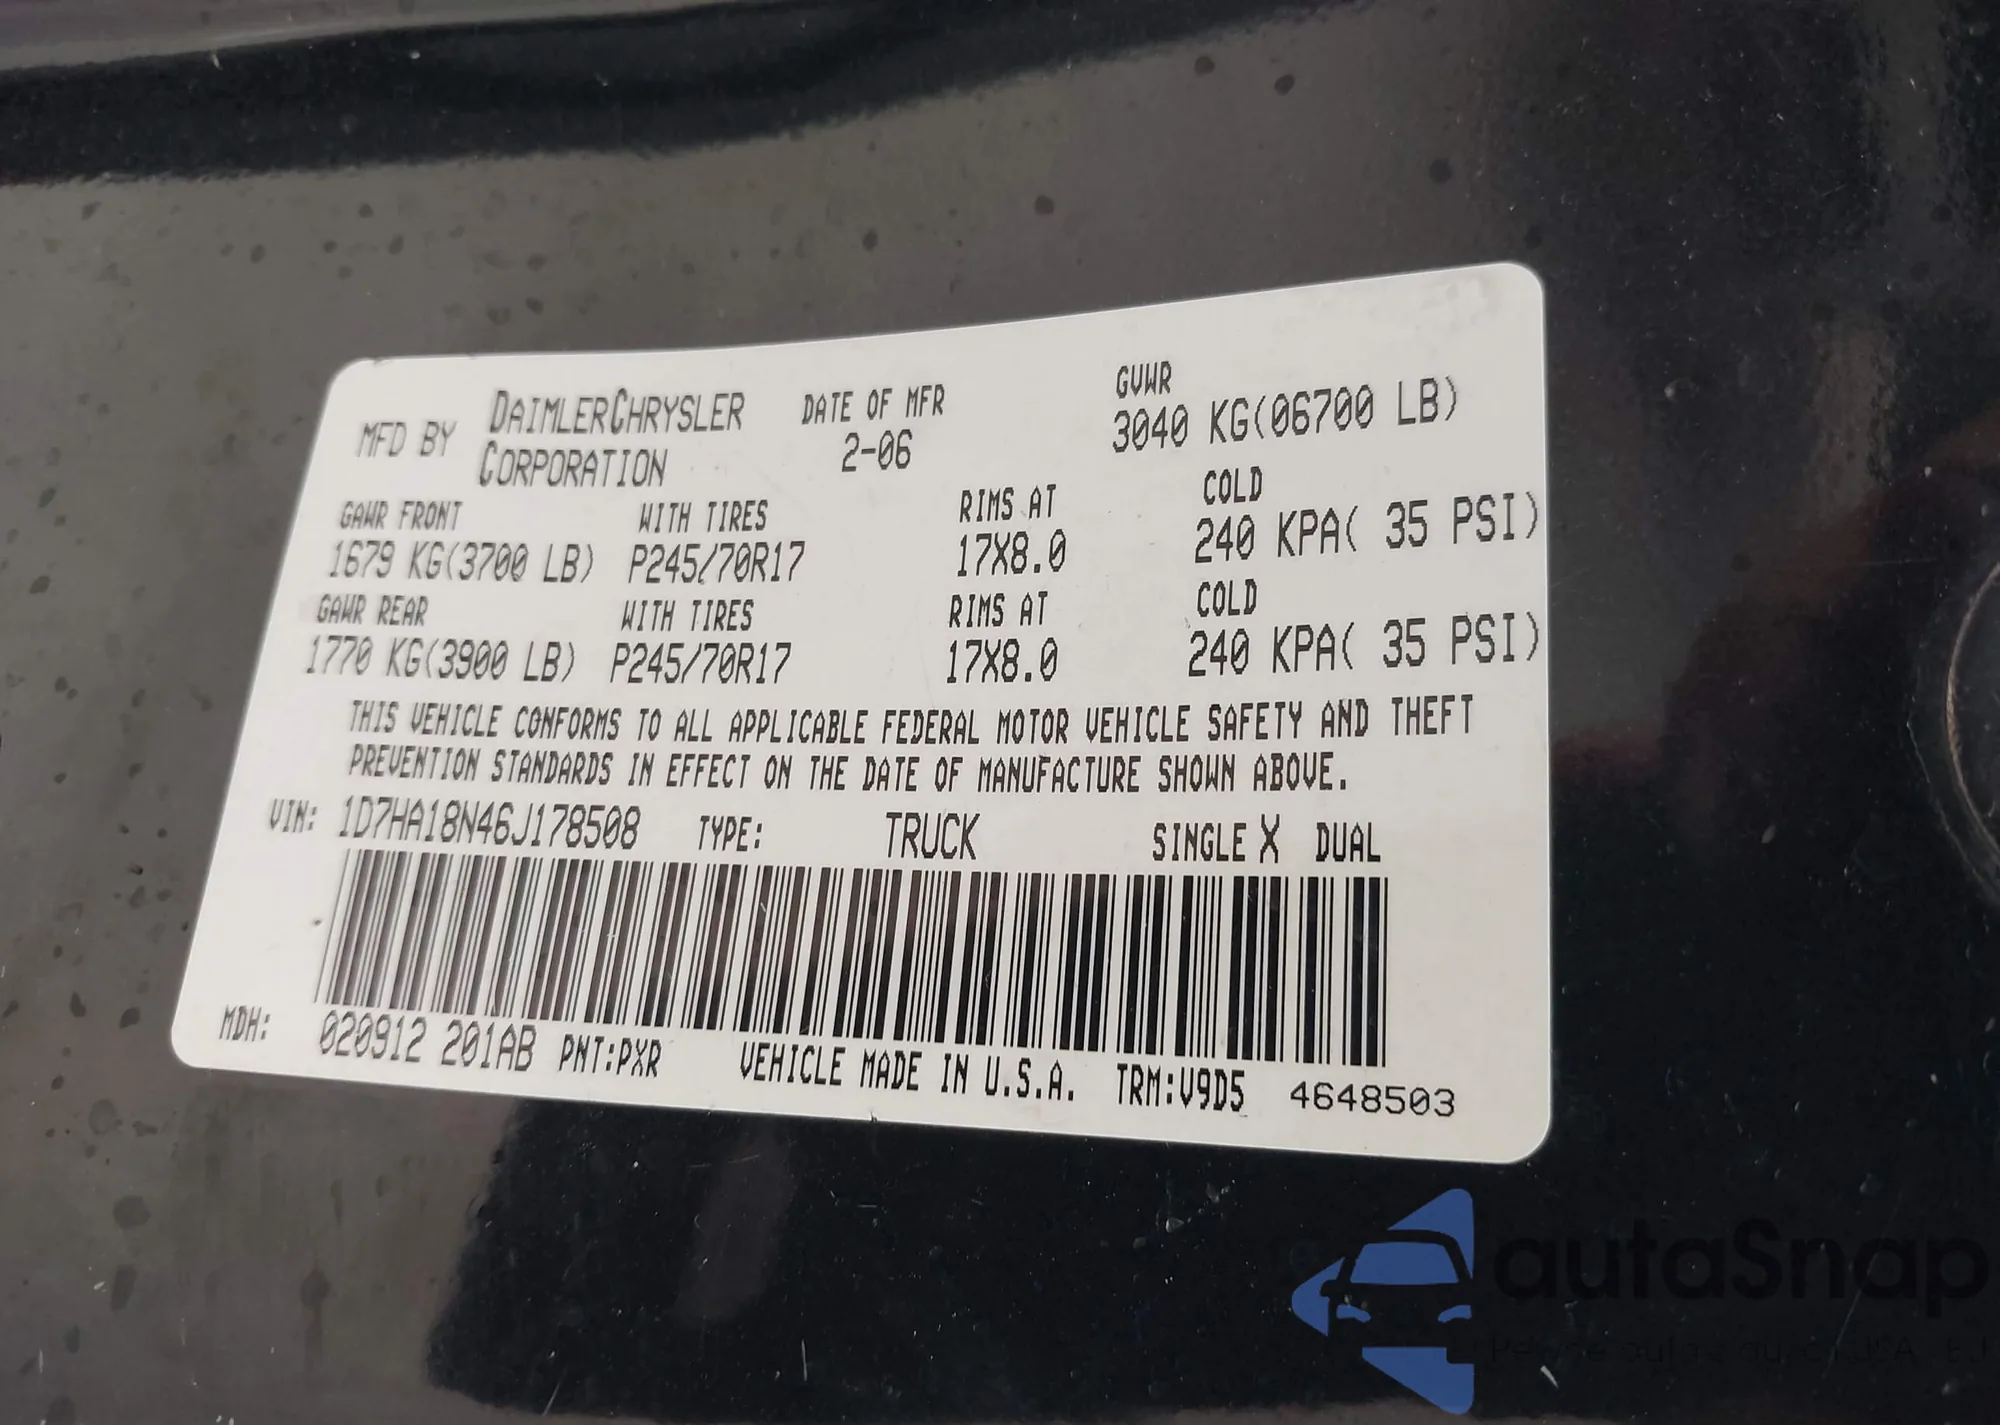 MFD BY DAIMLERCHRYSLER CORPORATION
DATE OF MFR
2-06
GVWR
3040 KG(06700 LB)
GAWR FRONT WITH TIRES RIMS AT COLD
1679 KG(3700 LB) P245/70R17 17X8.0 240 KPA( 35 PSI)
GAWR REAR WITH TIRES RIMS AT COLD
1770 KG(3900 LB) P245/70R17 17X8.0 240 KPA( 35 PSI)
THIS VEHICLE CONFORMS TO ALL APPLICABLE FEDERAL MOTOR VEHICLE SAFETY AND THEFT
PREVENTION STANDARDS IN EFFECT ON THE DATE OF MANUFACTURE SHOWN ABOVE.
VIN: 1D7HA18N46J178508 TYPE: TRUCK SINGLE X DUAL
MDH: 020912 201AB PNT:PXR VEHICLE MADE IN U.S.A. TRM:V9D5 4648503
autaSnap